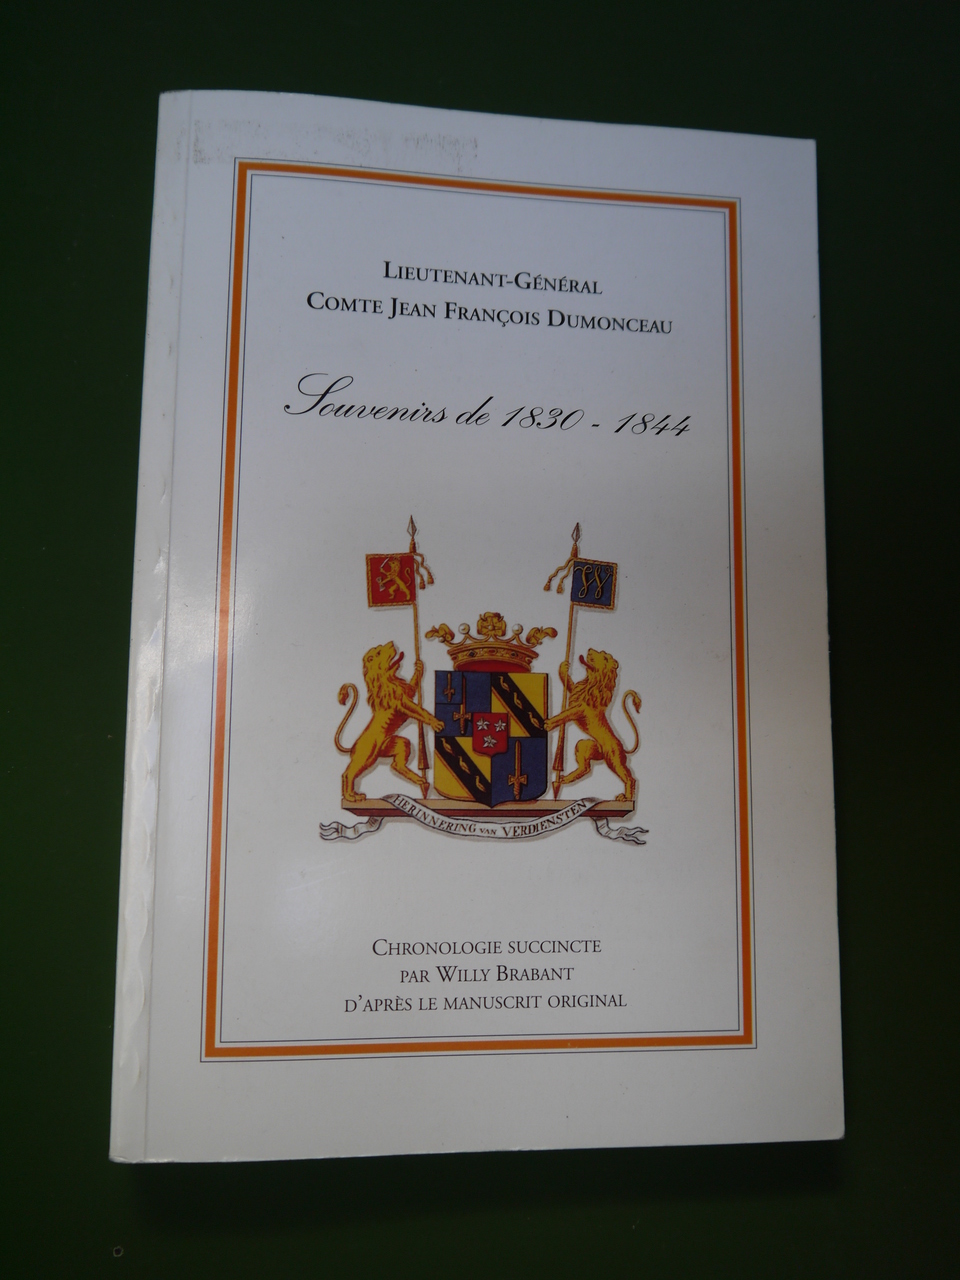 Lieutenant-Général
Comte Jean François Dumonceau
Souvenirs de 1830 - 1844
W
HERINNERING VAN VERDIENSTEN
Chronologie succincte
par Willy Brabant
d'après le manuscrit original